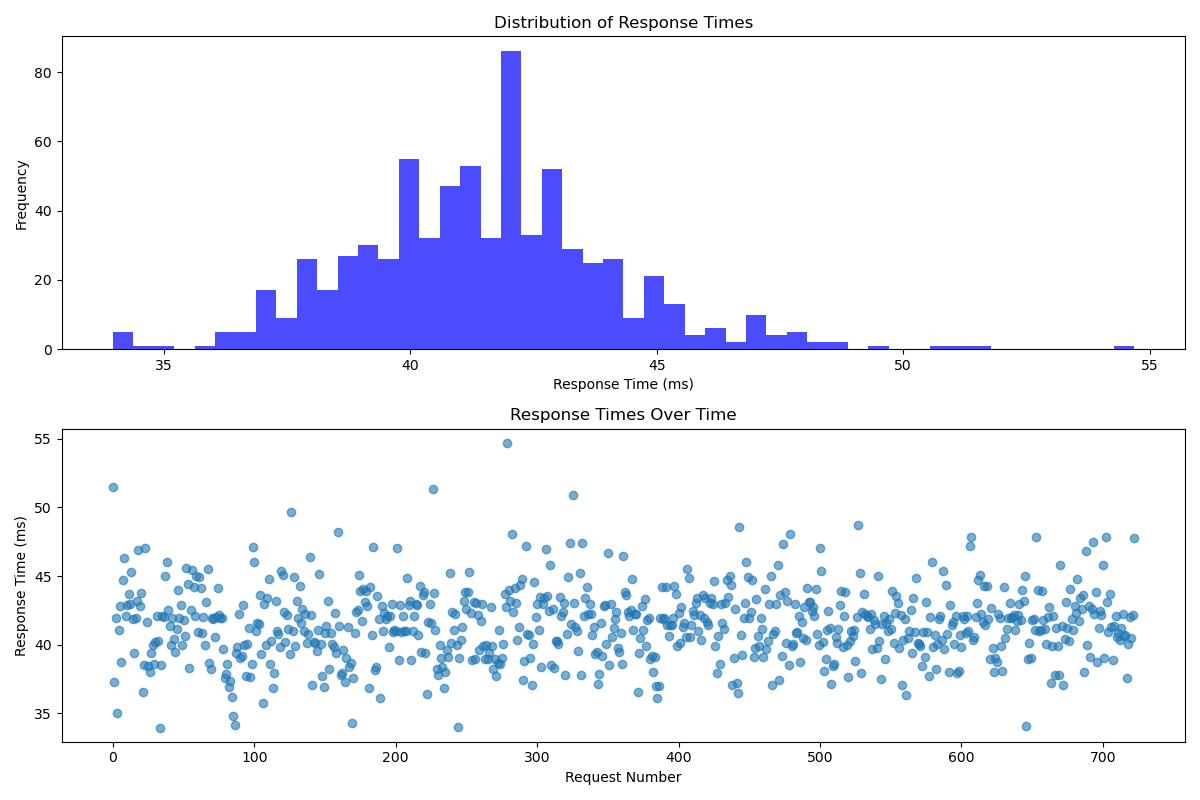 Distribution of Response Times
80
60
40
20
0
Frequency
35 40 45 50 55
Response Time (ms)
Response Times Over Time
55
50
45
40
35
Response Time (ms)
0 100 200 300 400 500 600 700
Request Number